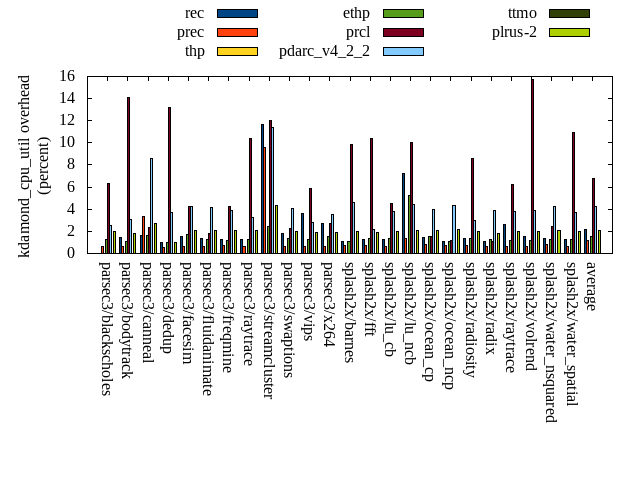 rec ethp ttmo
prec prcl plrus-2
thp pdarc_v4_2_2
kdamond_cpu_util overhead
(percent)
16
14
12
10
8
6
4
2
0
parsec3/blackscholes
parsec3/bodytrack
parsec3/canneal
parsec3/dedup
parsec3/facesim
parsec3/fluidanimate
parsec3/freqmine
parsec3/raytrace
parsec3/streamcluster
parsec3/swaptions
parsec3/vips
parsec3/x264
splash2x/barnes
splash2x/fft
splash2x/lu_cb
splash2x/lu_ncb
splash2x/ocean_cp
splash2x/ocean_ncp
splash2x/radiosity
splash2x/radix
splash2x/raytrace
splash2x/volrend
splash2x/water_nsquared
splash2x/water_spatial
average